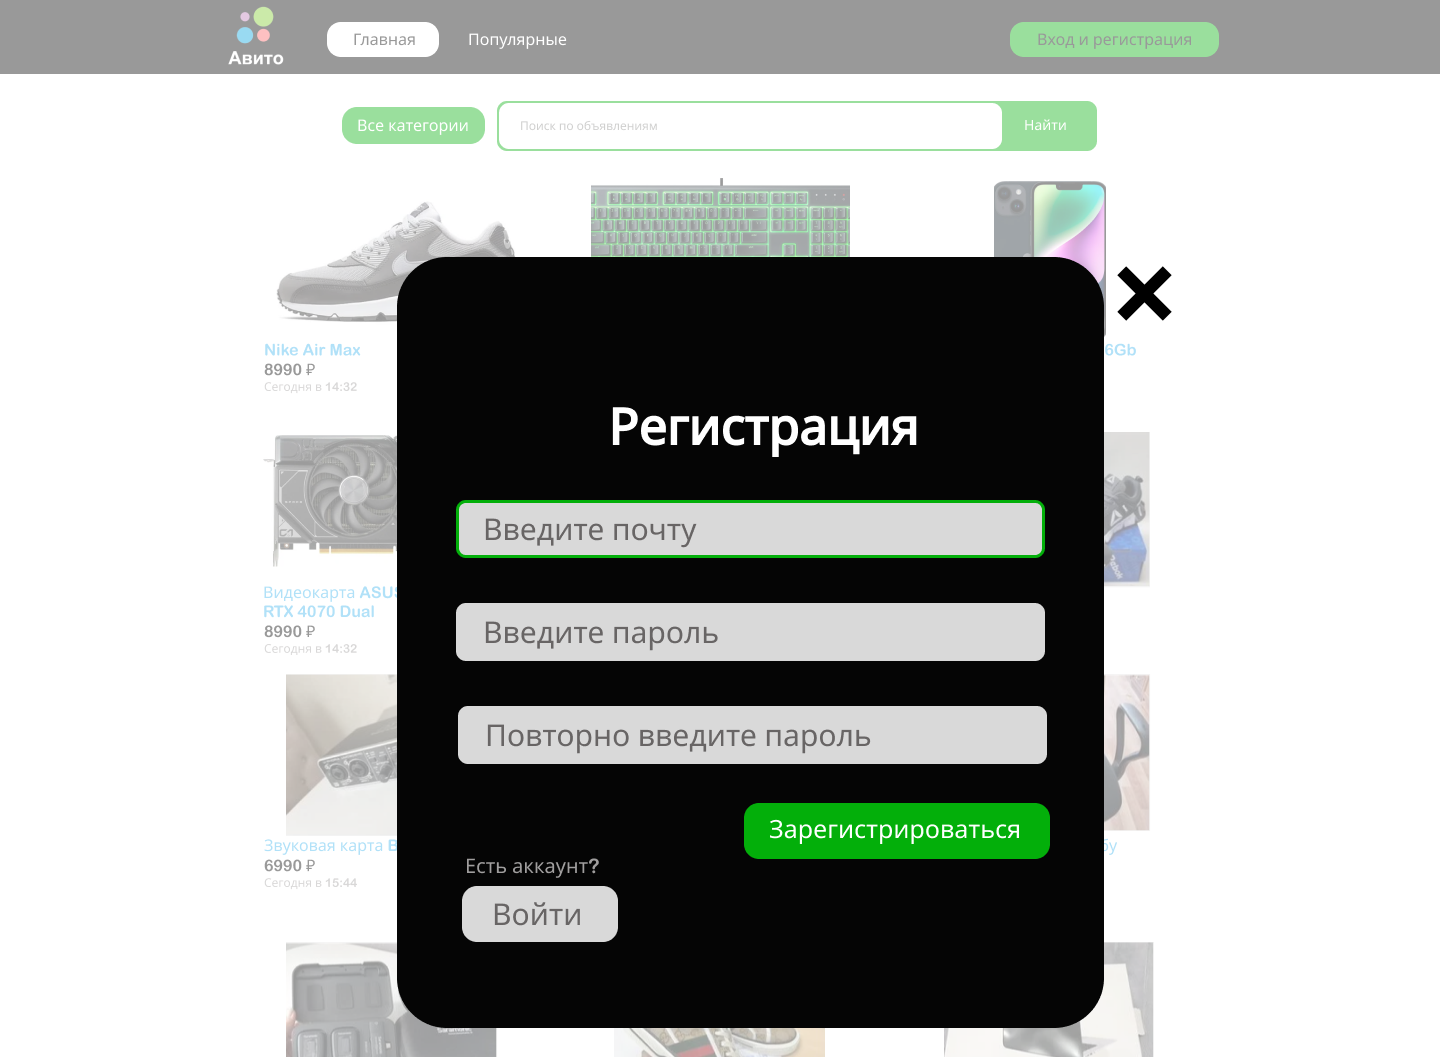 Авито
Главная
Популярные
Вход и регистрация
Все категории
Поиск по объявлениям
Найти
Nike Air Max
8990 ₽
Сегодня в 14:32
6Gb
Регистрация
Введите почту
Введите пароль
Повторно введите пароль
Зарегистрироваться
Есть аккаунт?
Войти
Видеокарта ASUS
RTX 4070 Dual
8990 ₽
Сегодня в 14:32
Звуковая карта
6990 ₽
Сегодня в 15:44